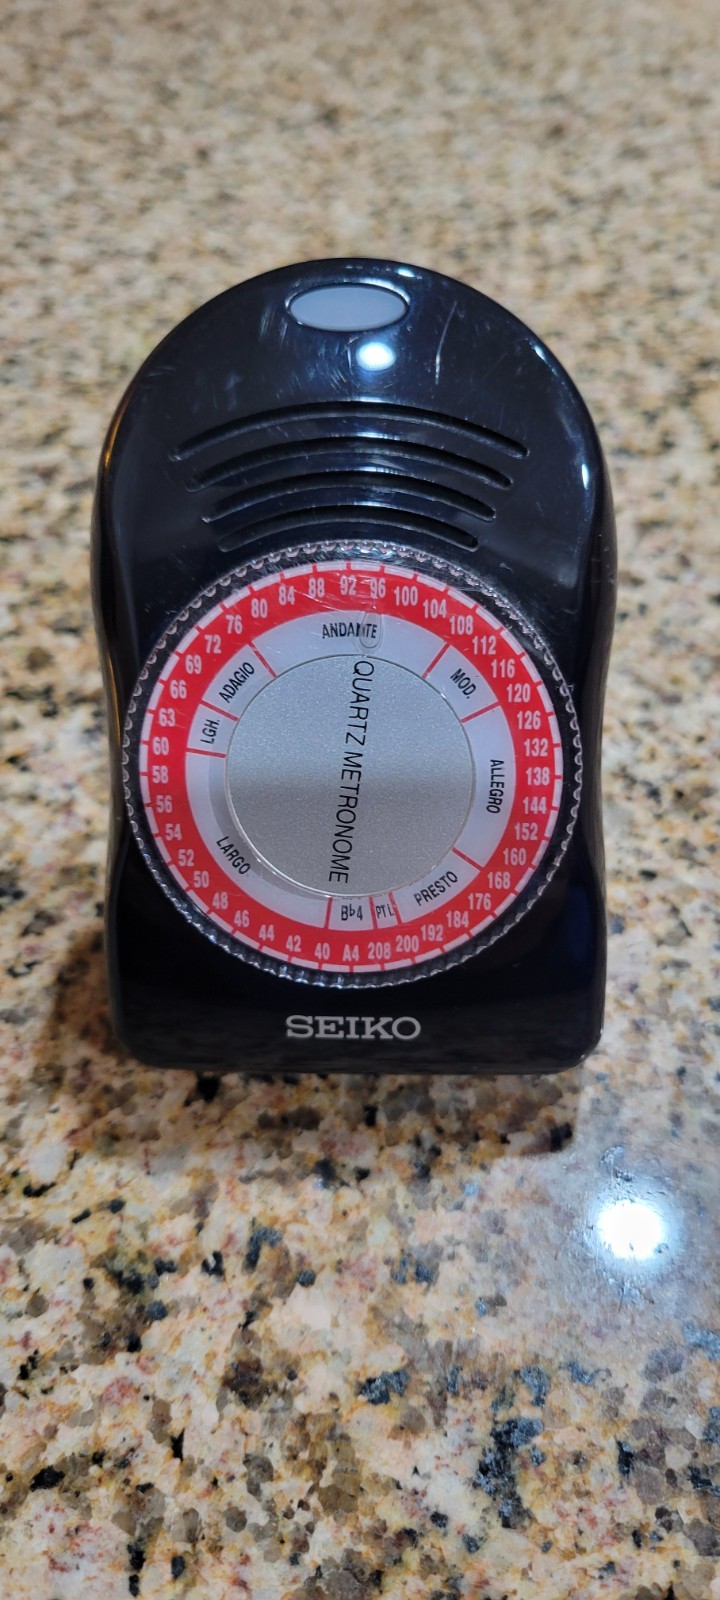 40 42 44 46 48 50 52 54 56 58 60 63 66 69 72 76 80 84 88 92 96 100 104 108 112 116 120 126 132 138 144 152 160 168 176 184 192 200 208 A4
LARGO
LGH.
ADAGIO
ANDANTE
MOD.
ALLEGRO
PRESTO
PTL.
B♭4
QUARTZ METRONOME
SEIKO